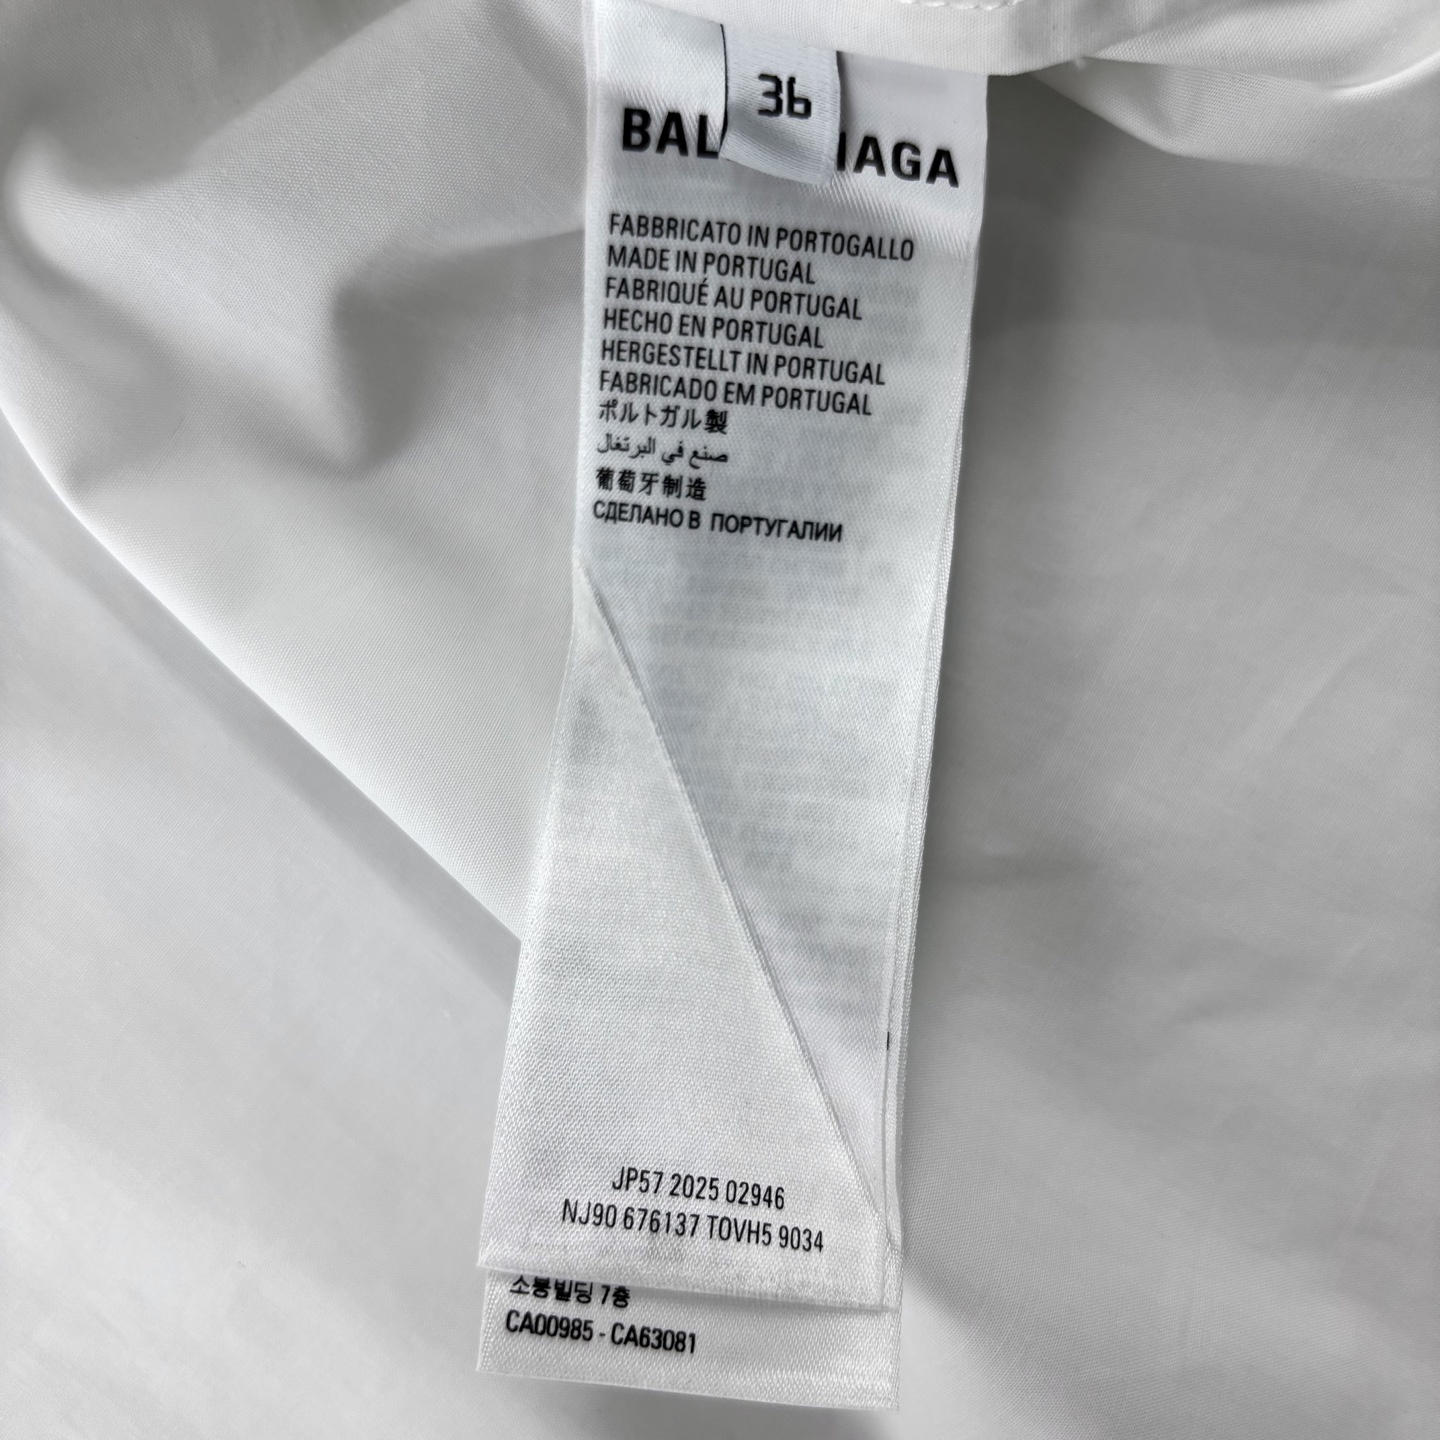 36
BAL IAGA
FABBRICATO IN PORTOGALLO
MADE IN PORTUGAL
FABRIQUÉ AU PORTUGAL
HECHO EN PORTUGAL
HERGESTELLT IN PORTUGAL
FABRICADO EM PORTUGAL
ポルトガル製
صنع في البرتغال
葡萄牙制造
СДЕЛАНО В ПОРТУГАЛИИ
JP57 2025 02946
NJ90 676137 TOVH5 9034
소붕빌딩 7층
CA00985 - CA63081